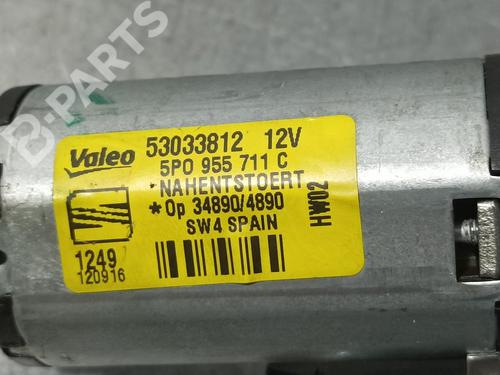 B-PARTS
Valeo 53033812 12V
5P0 955 711 C
*NAHENTSTOERT
*Op 34890/4890
SW4 SPAIN
HW02
1249
120916